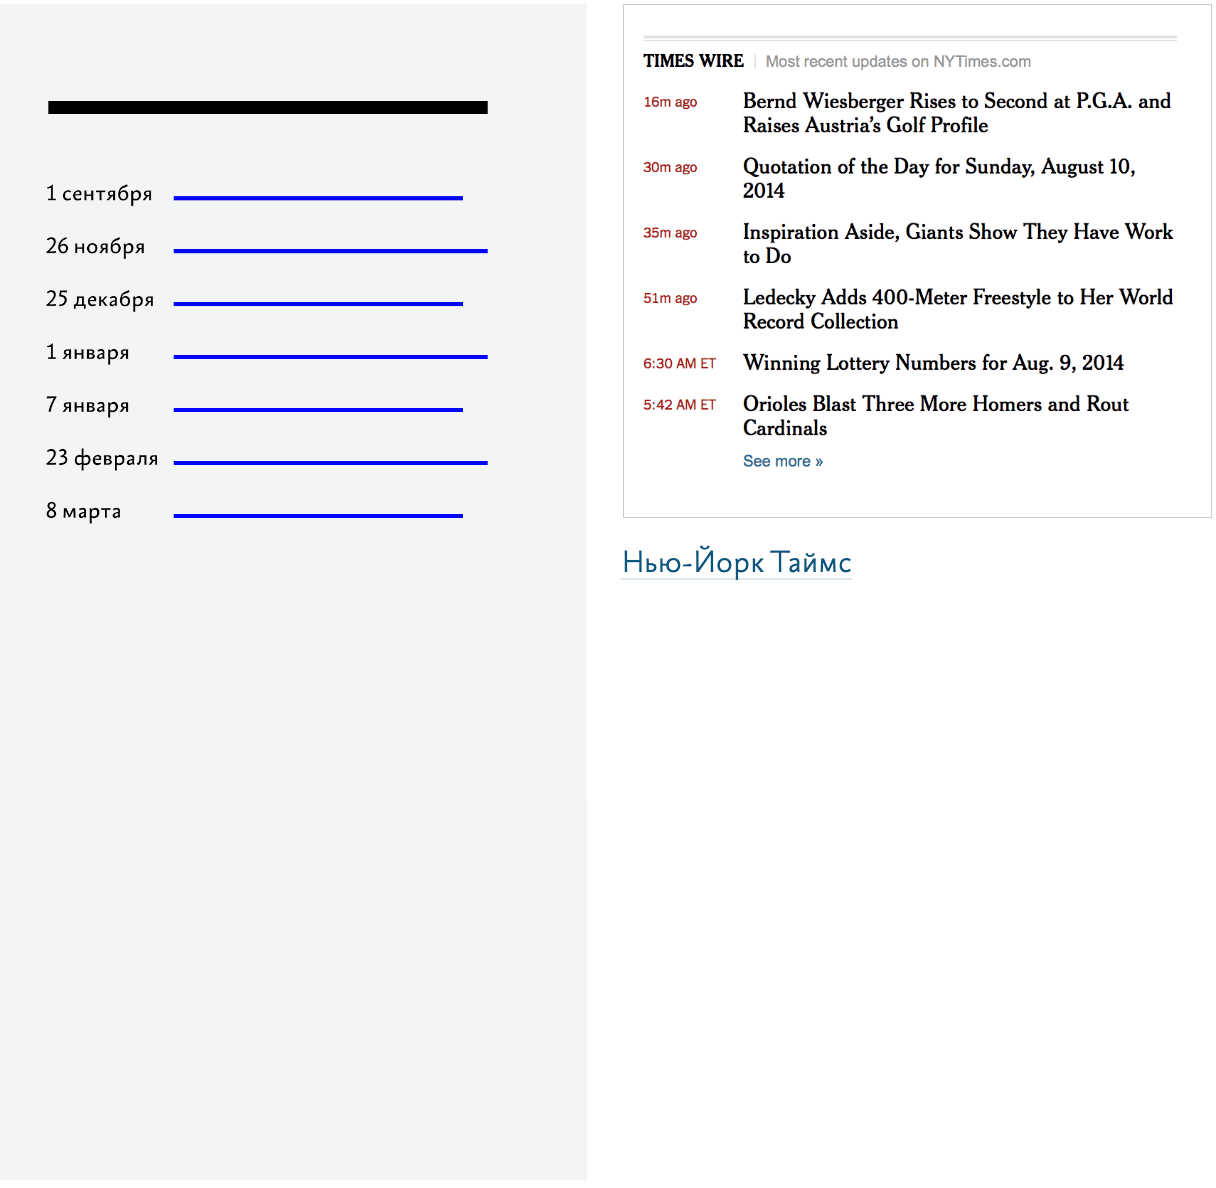 1 сентября
26 ноября
25 декабря
1 января
7 января
23 февраля
8 марта
TIMES WIRE | Most recent updates on NYTimes.com
16m ago Bernd Wiesberger Rises to Second at P.G.A. and
Raises Austria’s Golf Profile
30m ago Quotation of the Day for Sunday, August 10,
2014
35m ago Inspiration Aside, Giants Show They Have Work
to Do
51m ago Ledecky Adds 400-Meter Freestyle to Her World
Record Collection
6:30 AM ET Winning Lottery Numbers for Aug. 9, 2014
5:42 AM ET Orioles Blast Three More Homers and Rout
Cardinals
See more »
Нью-Йорк Таймс